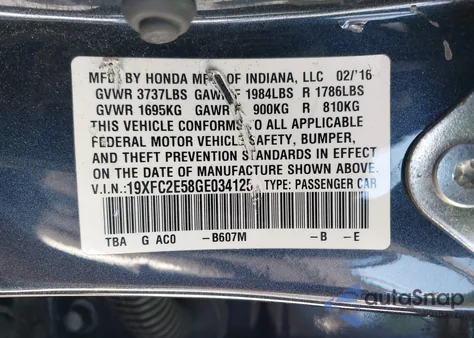 MFD. BY HONDA MFG. OF INDIANA, LLC 02/'16
GVWR 3737LBS GAWR F 1984LBS R 1786LBS
GVWR 1695KG GAWR F 900KG R 810KG
THIS VEHICLE CONFORMS TO ALL APPLICABLE
FEDERAL MOTOR VEHICLE SAFETY, BUMPER,
AND THEFT PREVENTION STANDARDS IN EFFECT
ON THE DATE OF MANUFACTURE SHOWN ABOVE.
V.I.N.:19XFC2E58GE034125 TYPE: PASSENGER CAR
TBA G AC0 -B607M -B -E
autoSnap